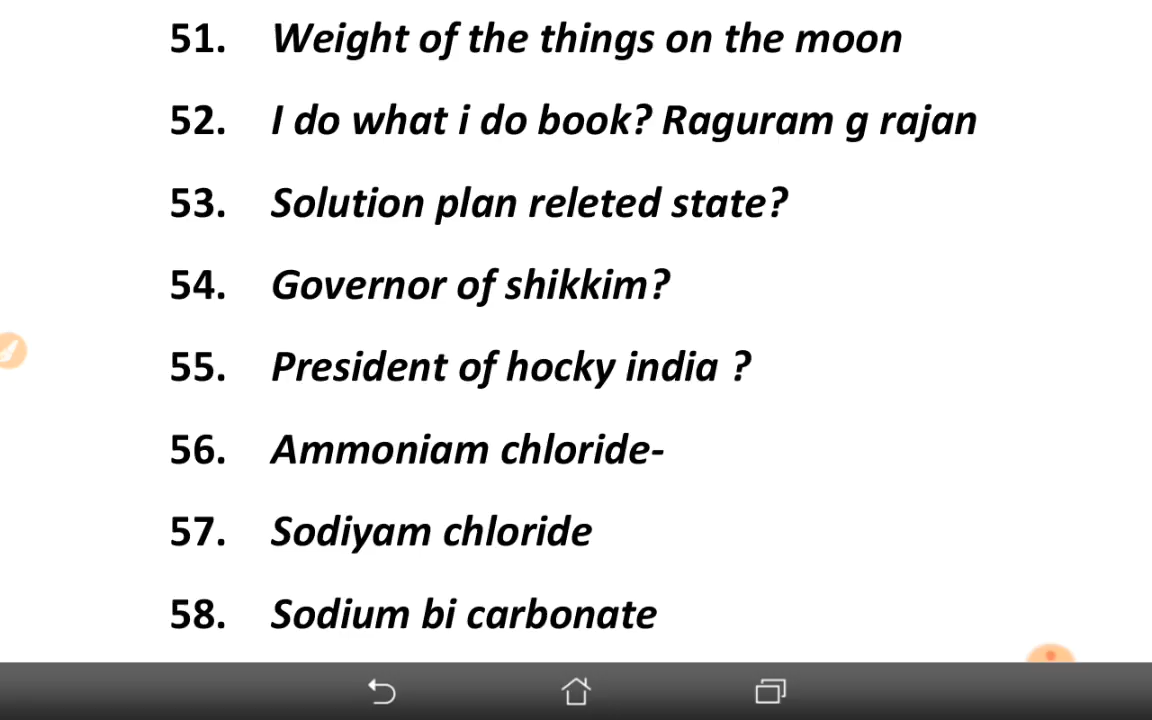 51. Weight of the things on the moon
52. I do what i do book? Raguram g rajan
53. Solution plan releted state?
54. Governor of shikkim?
55. President of hocky india ?
56. Ammoniam chloride-
57. Sodiyam chloride
58. Sodium bi carbonate